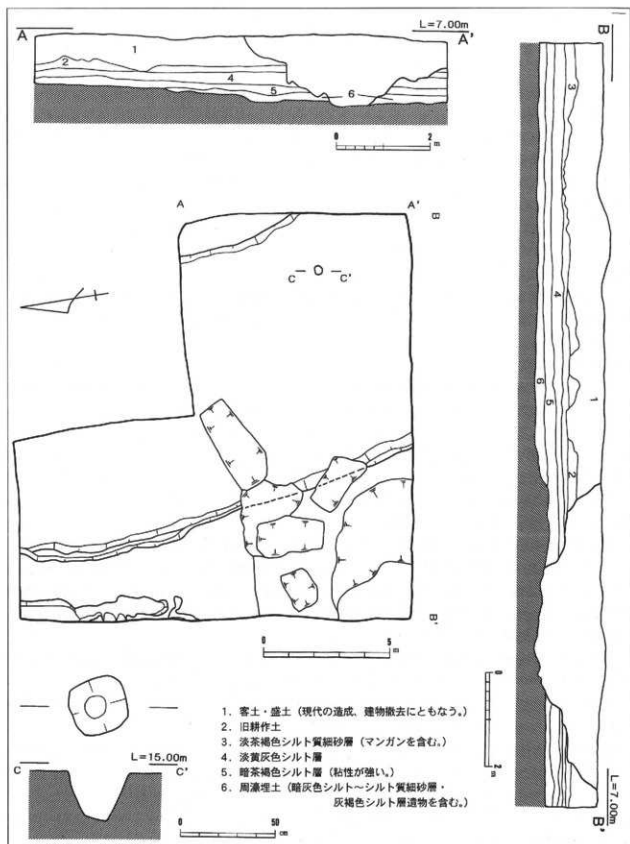 A
L=7.00m
A'
1
2
4
5
6
0
2
m
B
3
4
6
5
1
2
B'
L=7.00m
0
2
m
A
A'
B
C
C'
B'
0
5
m
1. 客土・盛土(現代の造成、建物撤去にともなう。)
2. 旧耕作土
3. 淡茶褐色シルト質細砂層(マンガンを含む。)
4. 淡黄灰色シルト層
5. 暗茶褐色シルト層(粘性が強い。)
6. 周濠埋土(暗灰色シルト〜シルト質細砂層・
灰褐色シルト層遺物を含む。)
C
L=15.00m
C'
0
50
cm